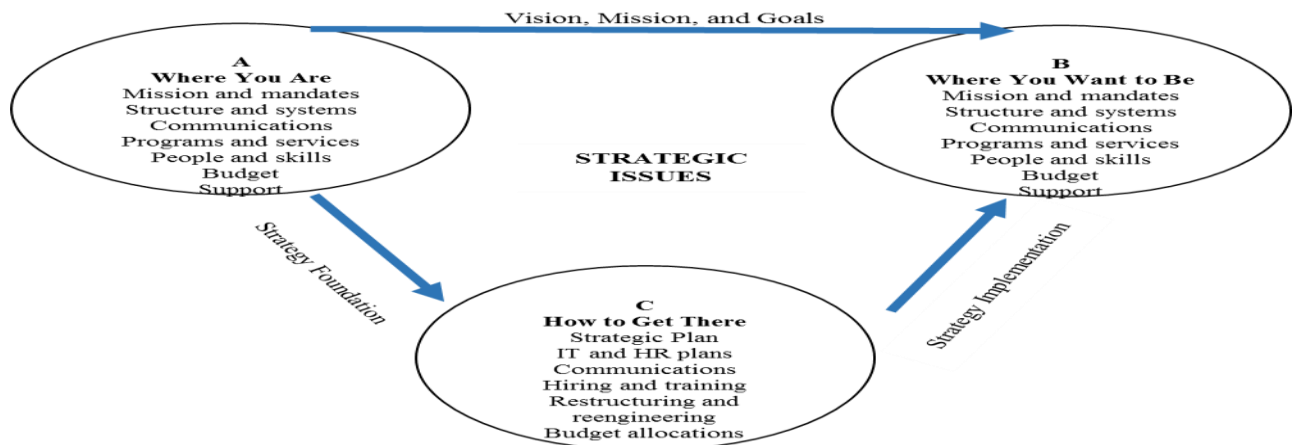 Vision, Mission, and Goals
A
Where You Are
Mission and mandates
Structure and systems
Communications
Programs and services
People and skills
Budget
Support
B
Where You Want to Be
Mission and mandates
Structure and systems
Communications
Programs and services
People and skills
Budget
Support
STRATEGIC
ISSUES
Strategy Foundation
Strategy Implementation
C
How to Get There
Strategic Plan
IT and HR plans
Communications
Hiring and training
Restructuring and
reengineering
Budget allocations